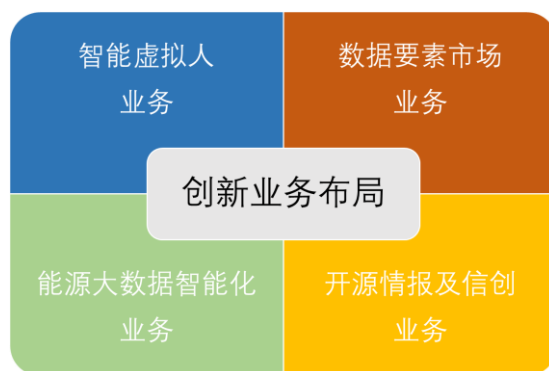 智能虚拟人
业务
数据要素市场
业务
创新业务布局
能源大数据智能化
业务
开源情报及信创
业务